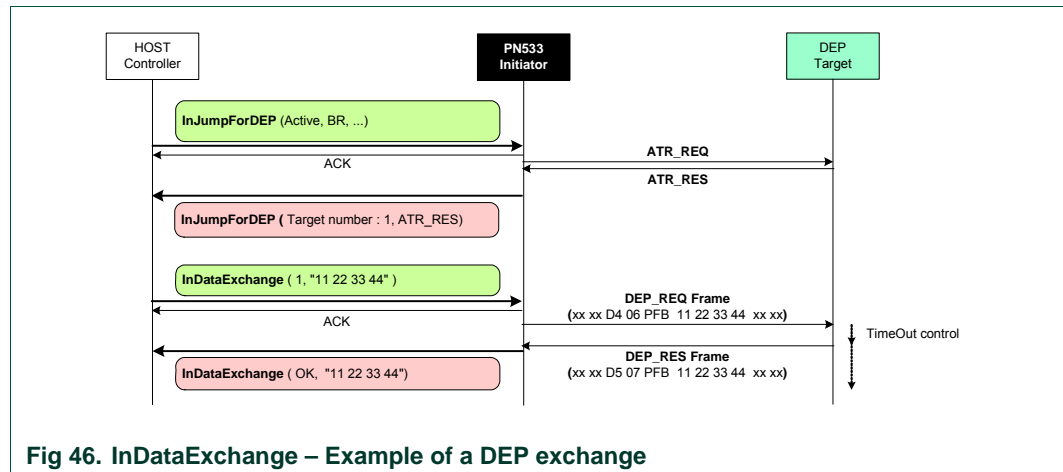 HOST
Controller
PN533
Initiator
DEP
Target
InJumpForDEP (Active, BR, ...)
ACK
ATR_REQ
ATR_RES
InJumpForDEP ( Target number : 1, ATR_RES)
InDataExchange ( 1, "11 22 33 44" )
ACK
DEP_REQ Frame
(xx xx D4 06 PFB 11 22 33 44 xx xx)
TimeOut control
DEP_RES Frame
(xx xx D5 07 PFB 11 22 33 44 xx xx)
InDataExchange ( OK, "11 22 33 44")
Fig 46. InDataExchange – Example of a DEP exchange